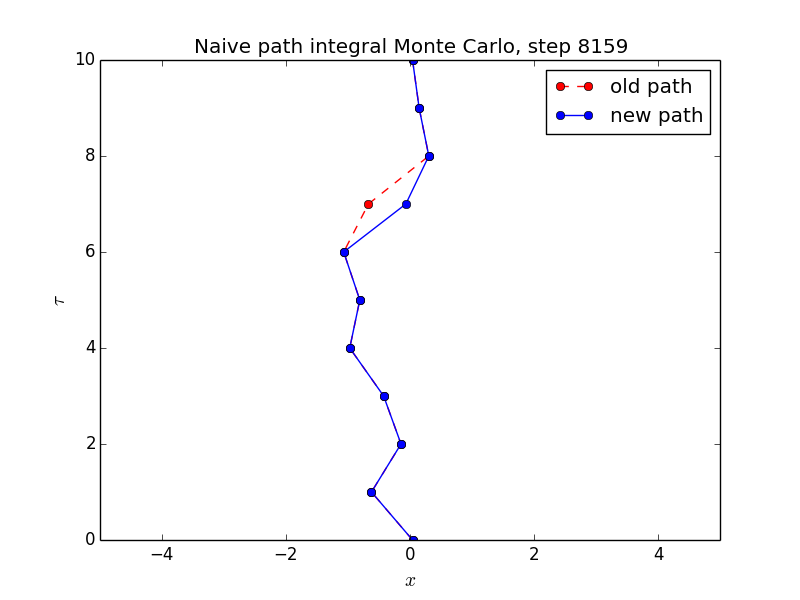 Naive path integral Monte Carlo, step 8159
10
8
6
4
2
0
τ
old path
new path
−4 −2 0 2 4
x